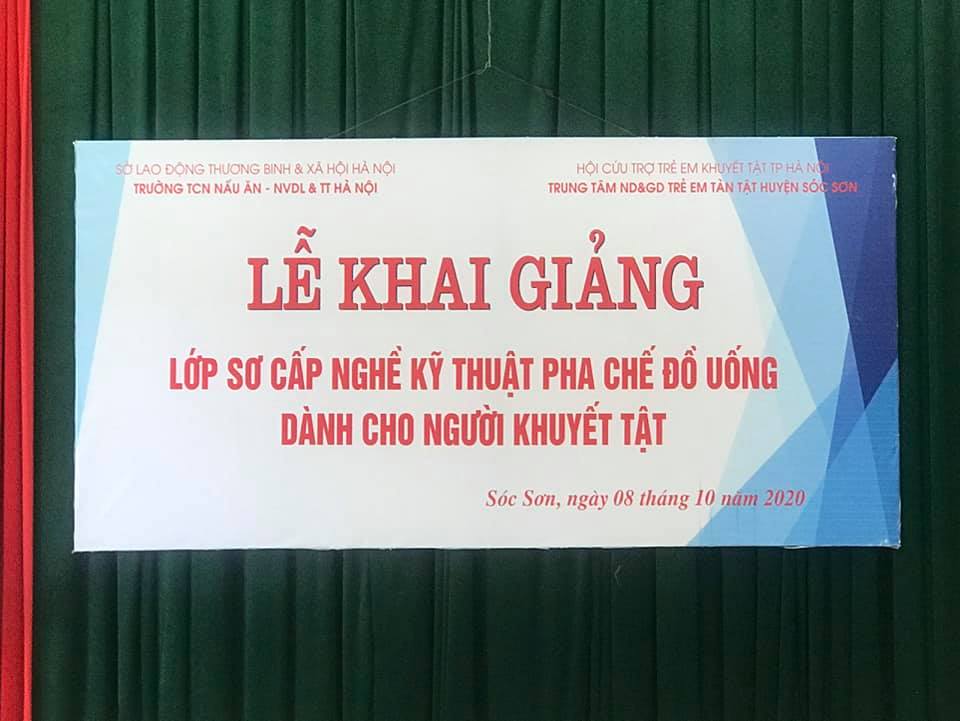 SỞ LAO ĐỘNG THƯƠNG BINH & XÃ HỘI HÀ NỘI
TRƯỜNG TCN NẤU ĂN - NVDL & TT HÀ NỘI
HỘI CỨU TRỢ TRẺ EM KHUYẾT TẬT TP HÀ NỘI
TRUNG TÂM ND&GD TRẺ EM TÀN TẬT HUYỆN SÓC SƠN
LỄ KHAI GIẢNG
LỚP SƠ CẤP NGHỀ KỸ THUẬT PHA CHẾ ĐỒ UỐNG
DÀNH CHO NGƯỜI KHUYẾT TẬT
Sóc Sơn, ngày 08 tháng 10 năm 2020